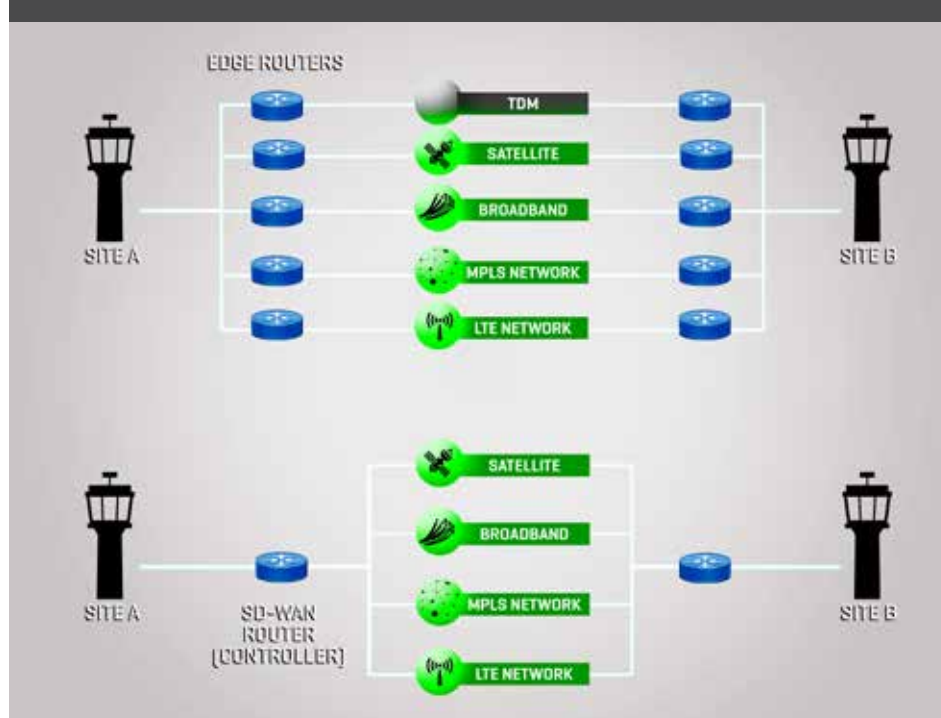 EDGE ROUTERS
TDM
SATELLITE
BROADBAND
MPLS NETWORK
LTE NETWORK
SITE A
SITE B
SATELLITE
BROADBAND
MPLS NETWORK
LTE NETWORK
SITE A
SD-WAN
ROUTER
(CONTROLLER)
SITE B